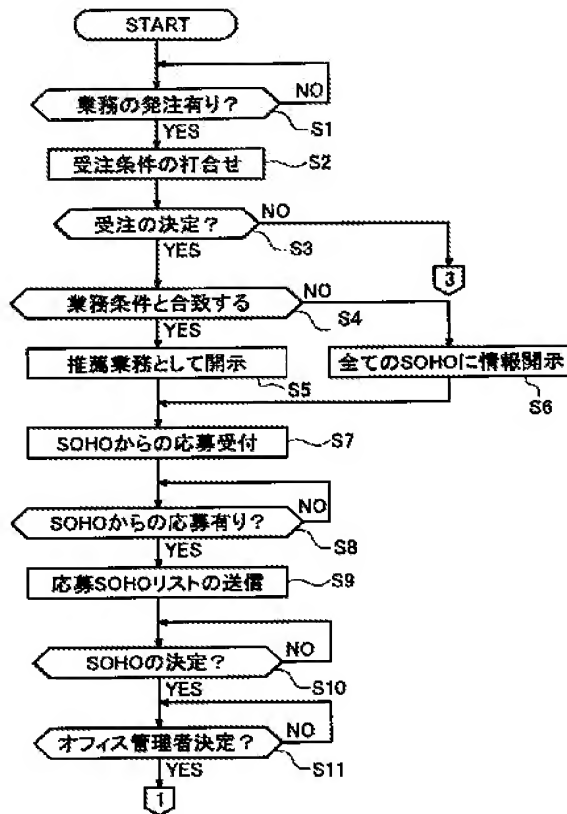 START
NO
業務の発注有り？
S1
YES
受注条件の打合せ
S2
受注の決定？
NO
S3
YES
3
業務条件と合致する
NO
S4
YES
推薦業務として開示
S5
全てのSOHOに情報開示
S6
SOHOからの応募受付
S7
NO
SOHOからの応募有り？
S8
YES
応募SOHOリストの送信
S9
NO
SOHOの決定？
S10
YES
NO
オフィス管理者決定？
S11
YES
1